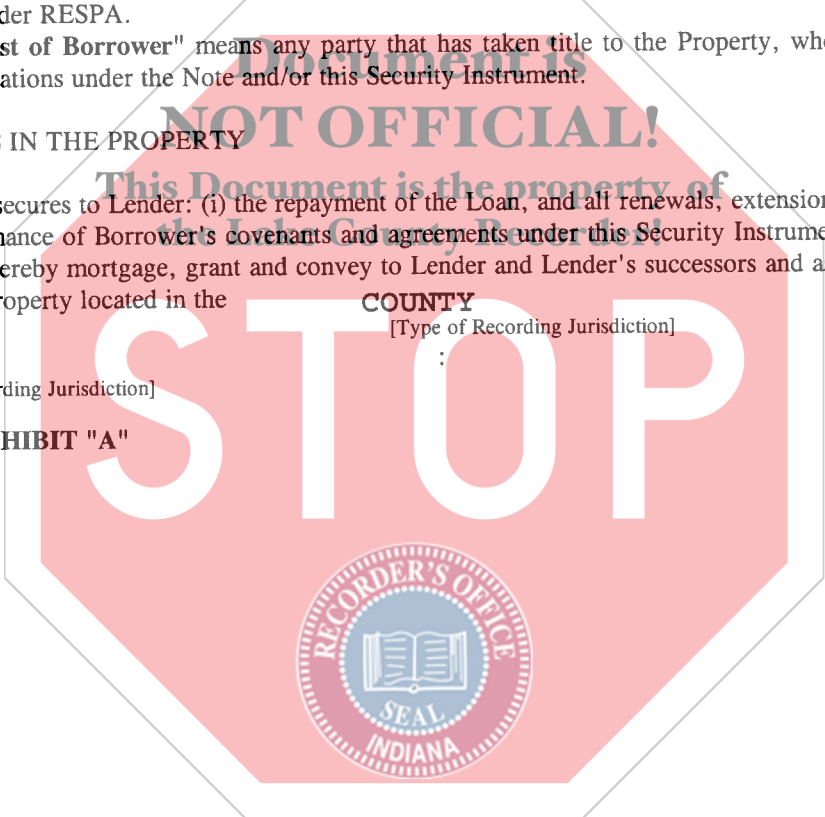 der RESPA.
st of Borrower" means any party that has taken title to the Property, wh
ations under the Note and/or this Security Instrument.
Document is
NOT OFFICIAL!
IN THE PROPERTY
This Document is the property of
the Lake County Recorder!
secures to Lender: (i) the repayment of the Loan, and all renewals, extension
nance of Borrower's covenants and agreements under this Security Instrume
ereby mortgage, grant and convey to Lender and Lender's successors and a
operty located in the COUNTY
[Type of Recording Jurisdiction]
:
ding Jurisdiction]
HIBIT "A"
STOP
RECORDER'S OFFICE
SEAL
INDIANA